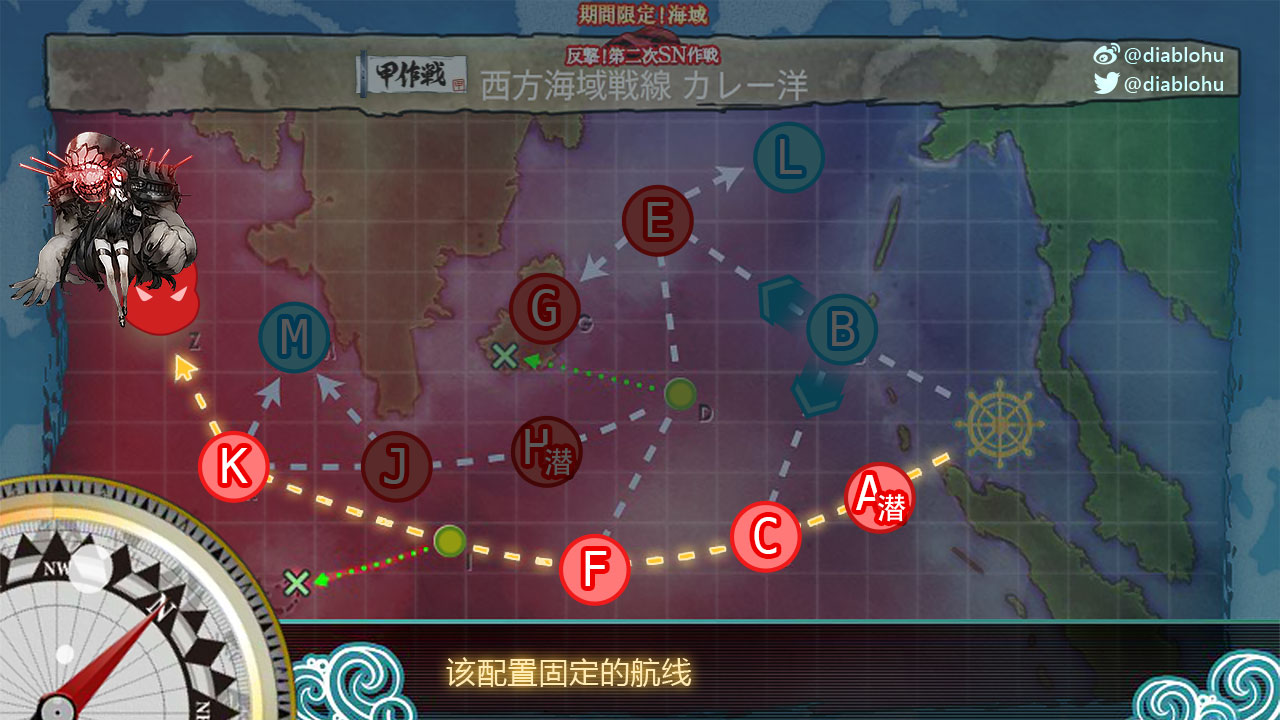 期間限定!海域
反撃!第二次SN作戦
甲作戦
西方海域戦線 カレー洋
@diablohu
@diablohu
L
E
G
G
B
M
Z
D
H潜
J
K
A潜
C
F
NW
N
该配置固定的航线